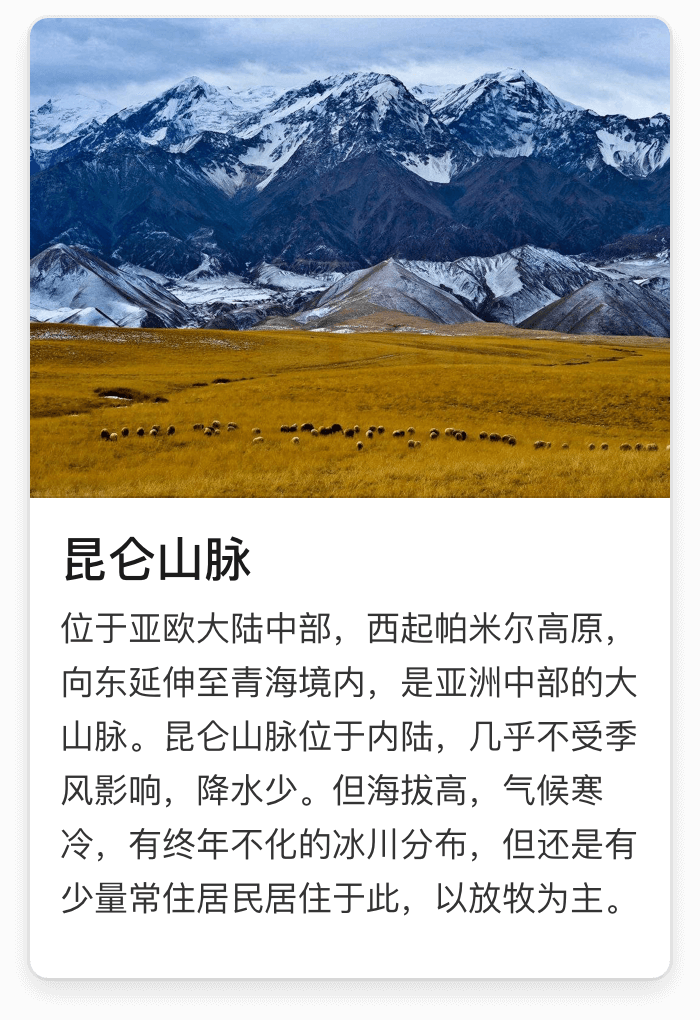 昆仑山脉
位于亚欧大陆中部，西起帕米尔高原，
向东延伸至青海境内，是亚洲中部的大
山脉。昆仑山脉位于内陆，几乎不受季
风影响，降水少。但海拔高，气候寒
冷，有终年不化的冰川分布，但还是有
少量常住居民居住于此，以放牧为主。